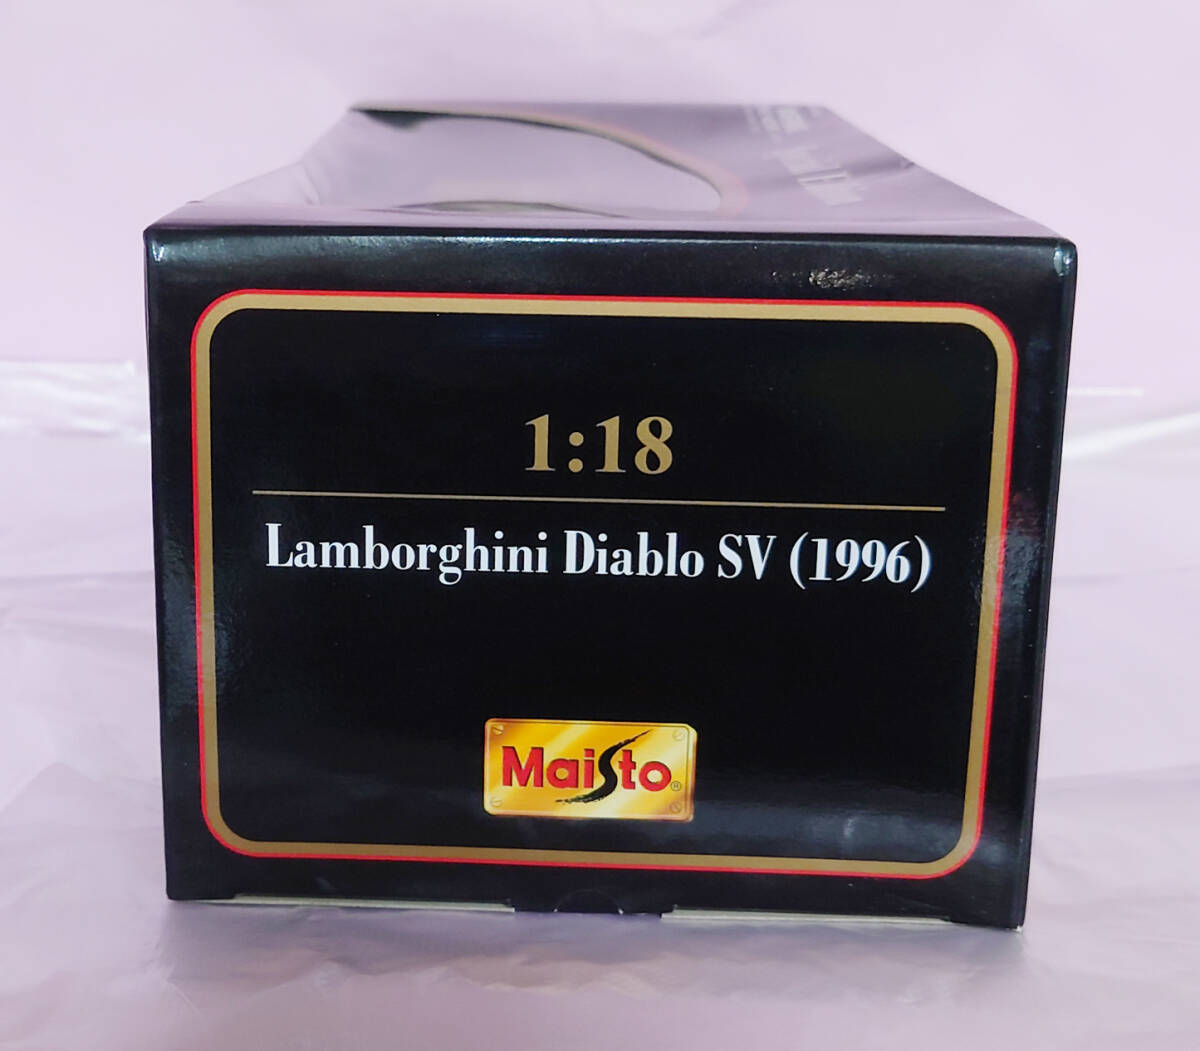 1:18
Lamborghini Diablo SV (1996)
Maisto®